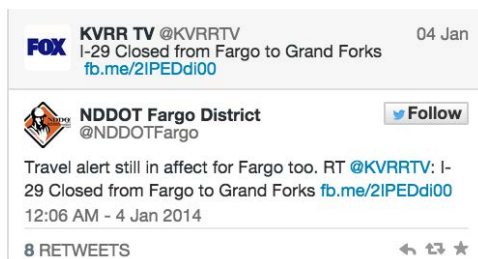 FOX
KVRR TV @KVRRTV 04 Jan
I-29 Closed from Fargo to Grand Forks
fb.me/2IPEDdi00
NDDOT Fargo District
@NDDOTFargo
Follow
Travel alert still in affect for Fargo too. RT @KVRRTV: I-
29 Closed from Fargo to Grand Forks fb.me/2IPEDdi00
12:06 AM - 4 Jan 2014
8 RETWEETS